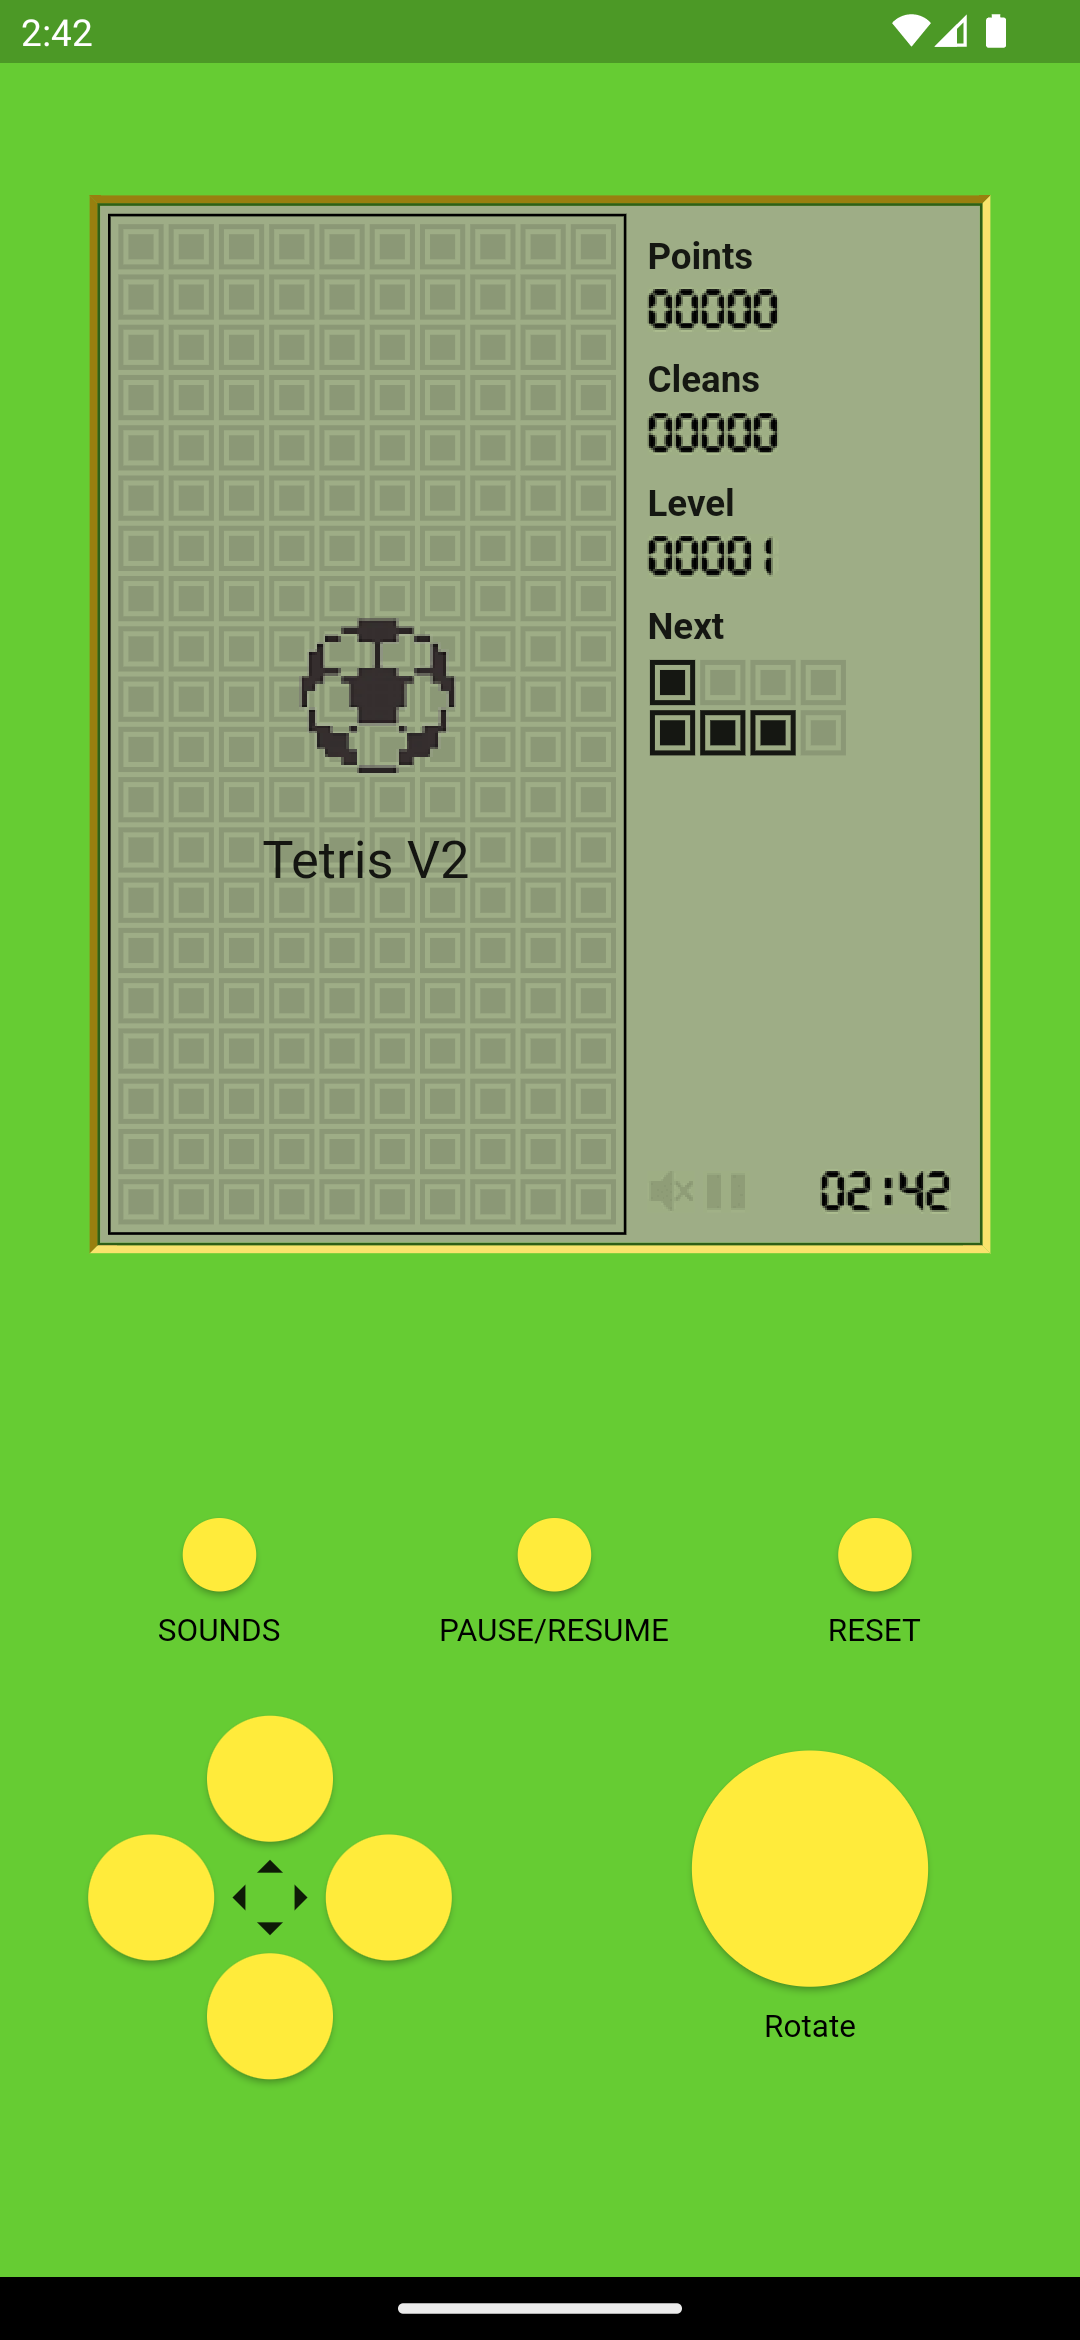 2:42
Points
00000
Cleans
00000
Level
00001
Next
Tetris V2
02:42
SOUNDS
PAUSE/RESUME
RESET
Rotate